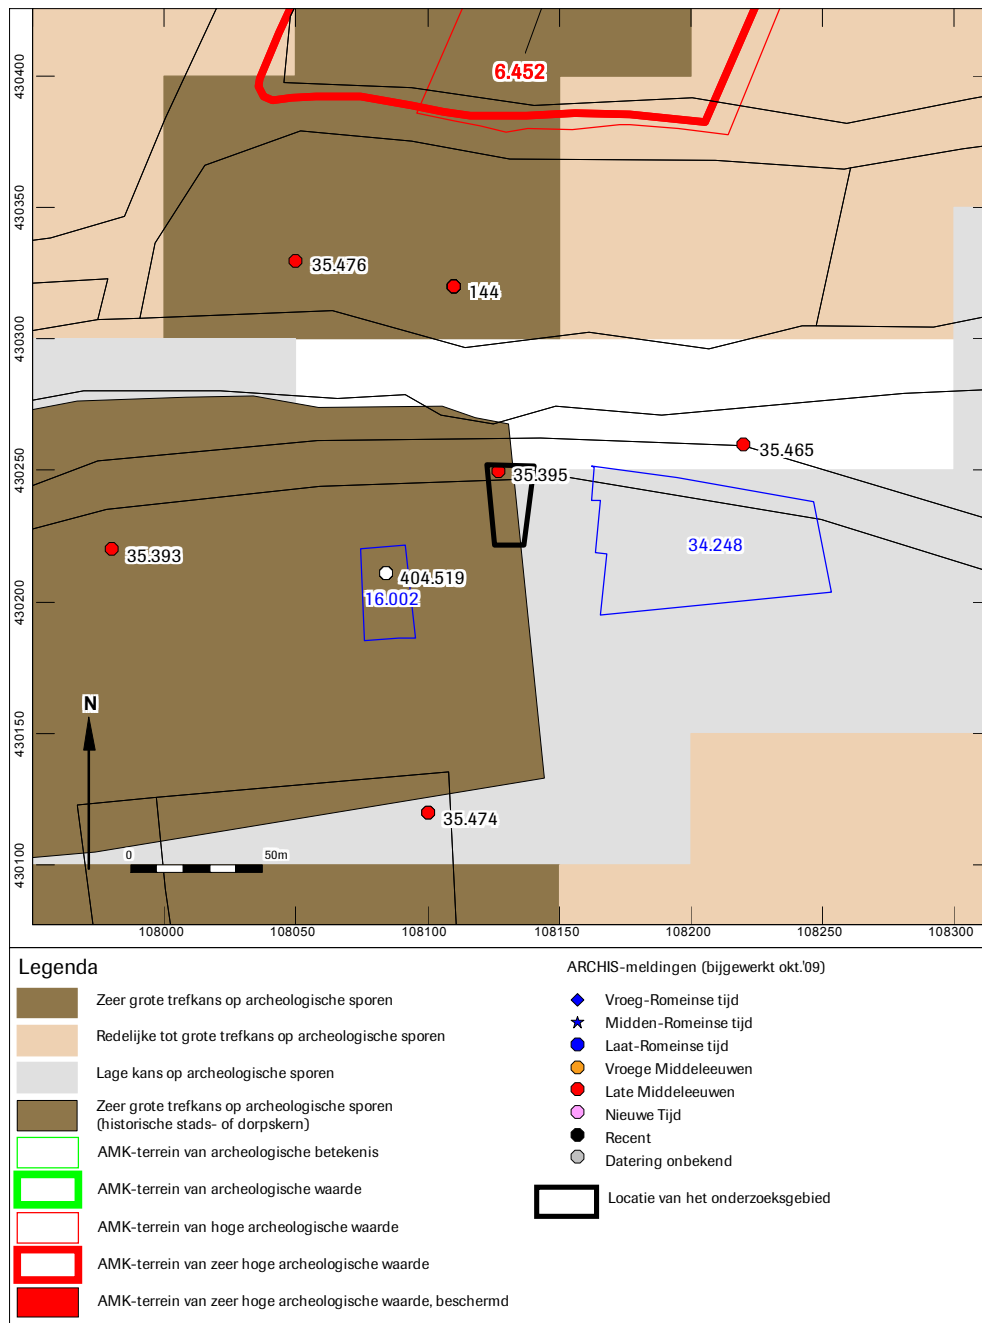 430400
430350
430300
430250
430200
430150
430100
6.452
35.476
144
35.465
35.395
34.248
35.393
404.519
16.002
N
35.474
0 50m
108000 108050 108100 108150 108200 108250 108300
Legenda
Zeer grote trefkans op archeologische sporen
Redelijke tot grote trefkans op archeologische sporen
Lage kans op archeologische sporen
Zeer grote trefkans op archeologische sporen
(historische stads- of dorpskern)
AMK-terrein van archeologische betekenis
AMK-terrein van archeologische waarde
AMK-terrein van hoge archeologische waarde
AMK-terrein van zeer hoge archeologische waarde
AMK-terrein van zeer hoge archeologische waarde, beschermd
ARCHIS-meldingen (bijgewerkt okt.'09)
Vroeg-Romeinse tijd
Midden-Romeinse tijd
Laat-Romeinse tijd
Vroege Middeleeuwen
Late Middeleeuwen
Nieuwe Tijd
Recent
Datering onbekend
Locatie van het onderzoeksgebied